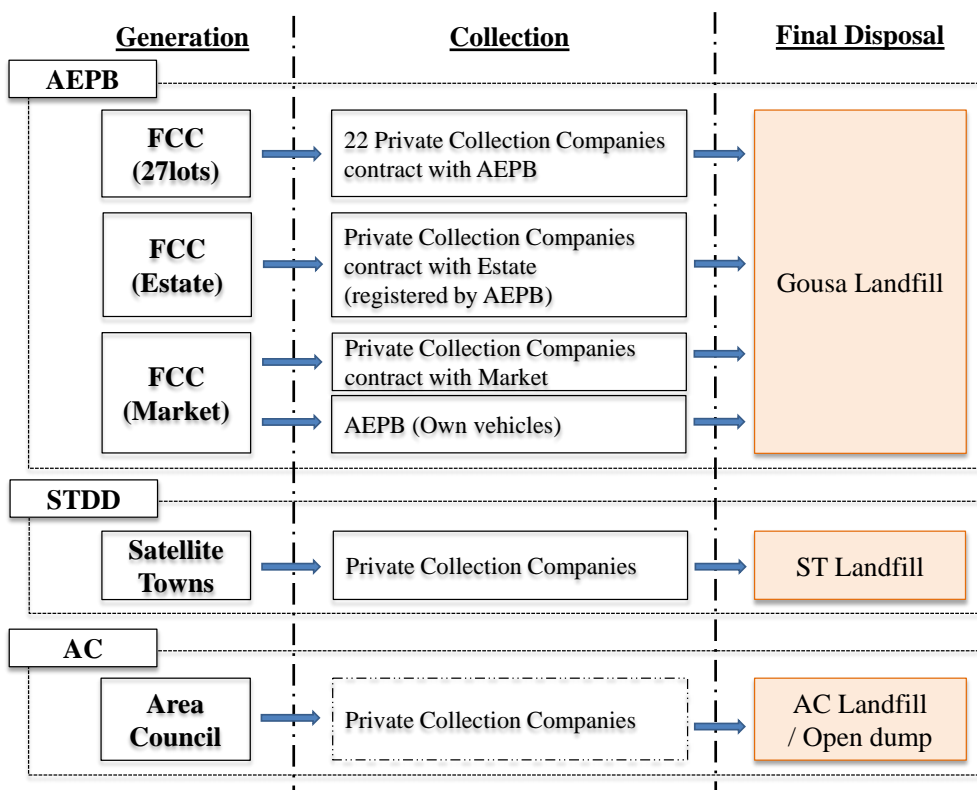 Generation
Collection
Final Disposal
AEPB
FCC
(27lots)
22 Private Collection Companies
contract with AEPB
FCC
(Estate)
Private Collection Companies
contract with Estate
(registered by AEPB)
Gousa Landfill
FCC
(Market)
Private Collection Companies
contract with Market
AEPB (Own vehicles)
STDD
Satellite
Towns
Private Collection Companies
ST Landfill
AC
Area
Council
Private Collection Companies
AC Landfill
/ Open dump